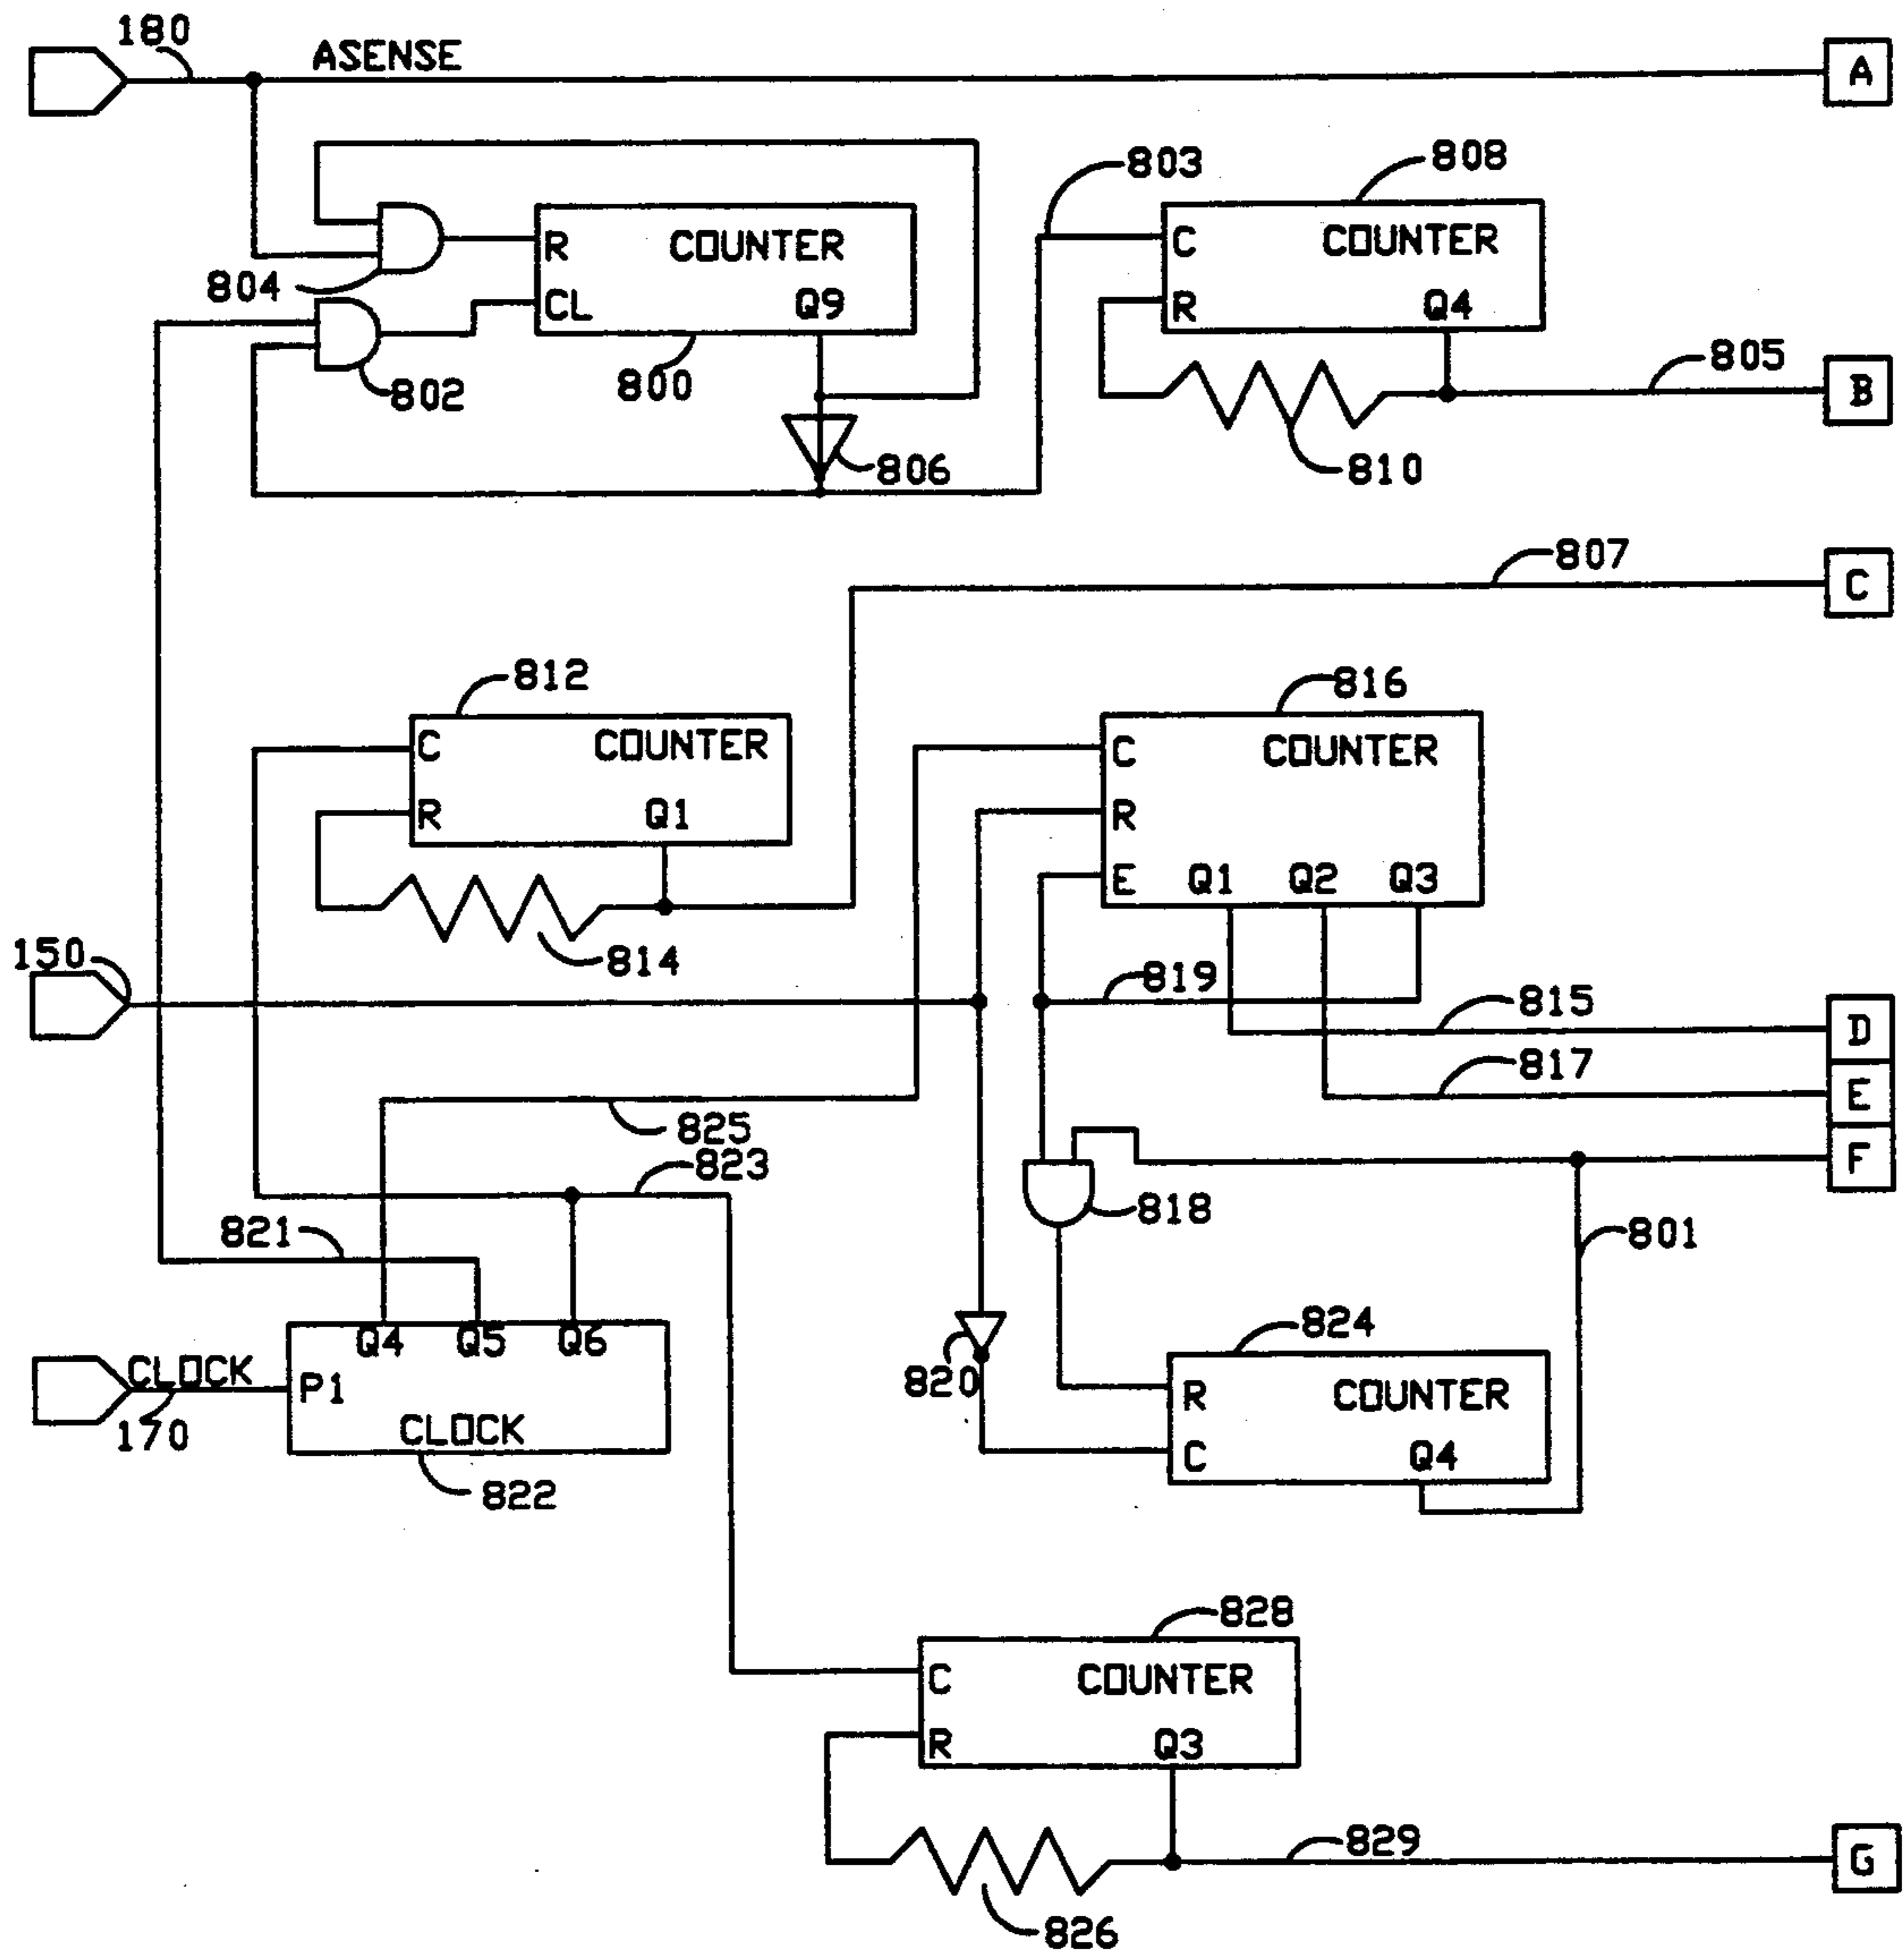 180
ASENSE
A
803
808
R
COUNTER
C
COUNTER
804
CL
Q9
R
Q4
802
800
805
B
806
810
807
C
812
816
C
COUNTER
C
COUNTER
R
Q1
R
E
Q1
Q2
Q3
814
150
819
815
D
817
E
825
823
F
818
821
801
Q4
Q5
Q6
824
820
CLOCK
P1
R
COUNTER
170
CLOCK
C
Q4
822
828
C
COUNTER
R
Q3
829
G
826